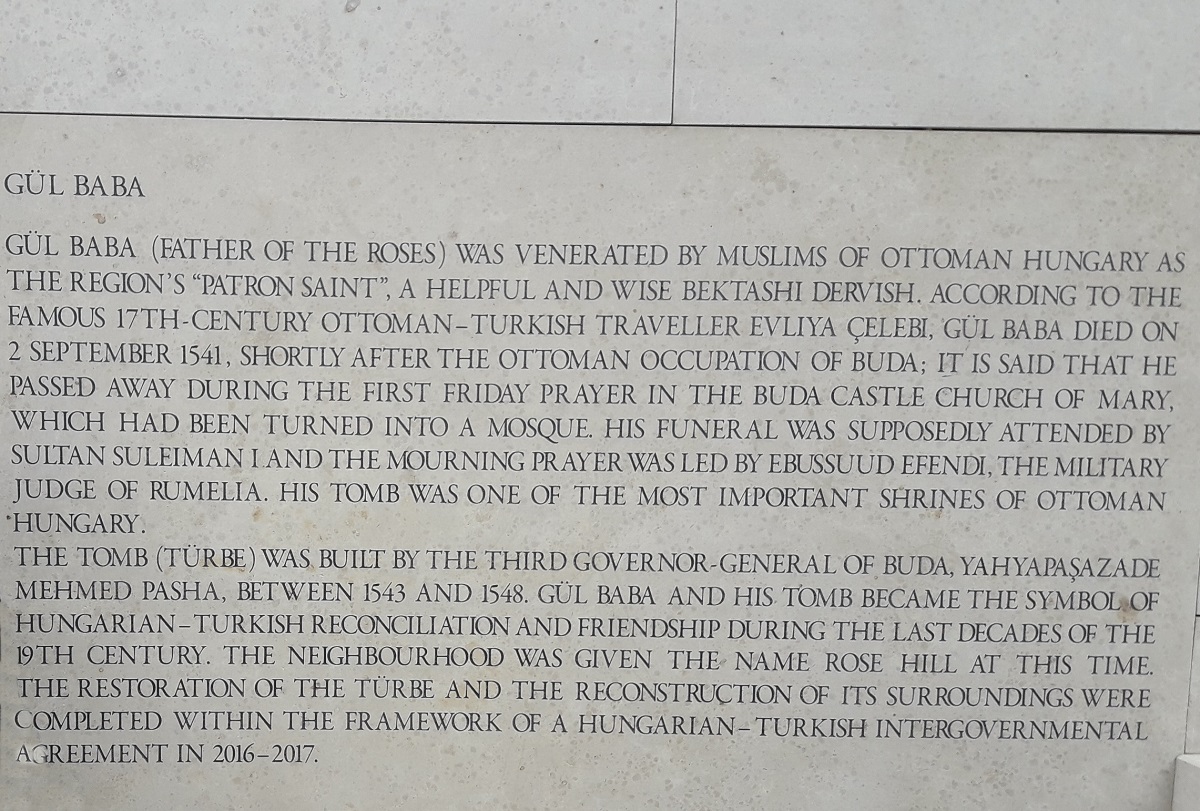 GÜL BABA
GÜL BABA (FATHER OF THE ROSES) WAS VENERATED BY MUSLIMS OF OTTOMAN HUNGARY AS
THE REGION'S “PATRON SAINT”, A HELPFUL AND WISE BEKTASHI DERVISH. ACCORDING TO THE
FAMOUS 17TH-CENTURY OTTOMAN–TURKISH TRAVELLER EVLIYA ÇELEBI, GÜL BABA DIED ON
2 SEPTEMBER 1541, SHORTLY AFTER THE OTTOMAN OCCUPATION OF BUDA; IT IS SAID THAT HE
PASSED AWAY DURING THE FIRST FRIDAY PRAYER IN THE BUDA CASTLE CHURCH OF MARY,
WHICH HAD BEEN TURNED INTO A MOSQUE. HIS FUNERAL WAS SUPPOSEDLY ATTENDED BY
SULTAN SULEIMAN I AND THE MOURNING PRAYER WAS LED BY EBUSSUUD EFENDI, THE MILITARY
JUDGE OF RUMELIA. HIS TOMB WAS ONE OF THE MOST IMPORTANT SHRINES OF OTTOMAN
HUNGARY.
THE TOMB (TÜRBE) WAS BUILT BY THE THIRD GOVERNOR-GENERAL OF BUDA, YAHYAPAŞAZADE
MEHMED PASHA, BETWEEN 1543 AND 1548. GÜL BABA AND HIS TOMB BECAME THE SYMBOL OF
HUNGARIAN–TURKISH RECONCILIATION AND FRIENDSHIP DURING THE LAST DECADES OF THE
19TH CENTURY. THE NEIGHBOURHOOD WAS GIVEN THE NAME ROSE HILL AT THIS TIME.
THE RESTORATION OF THE TÜRBE AND THE RECONSTRUCTION OF ITS SURROUNDINGS WERE
COMPLETED WITHIN THE FRAMEWORK OF A HUNGARIAN–TURKISH INTERGOVERNMENTAL
AGREEMENT IN 2016–2017.